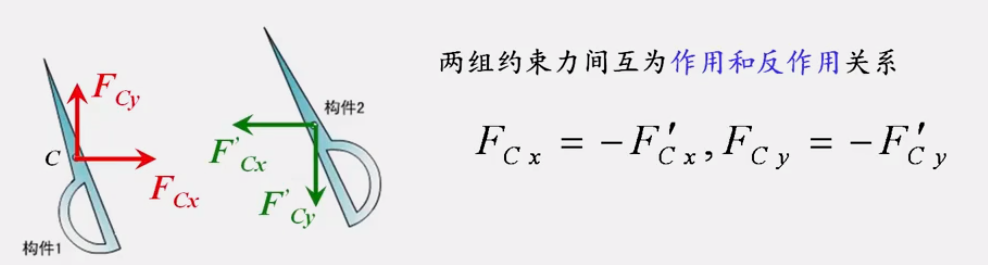 两组约束力间互为作用和反作用关系
F_{Cy}
构件2
C
F'_{Cx}
F_{Cx}
F'_{Cy}
构件1
F_{Cx} = -F'_{Cx}, F_{Cy} = -F'_{Cy}